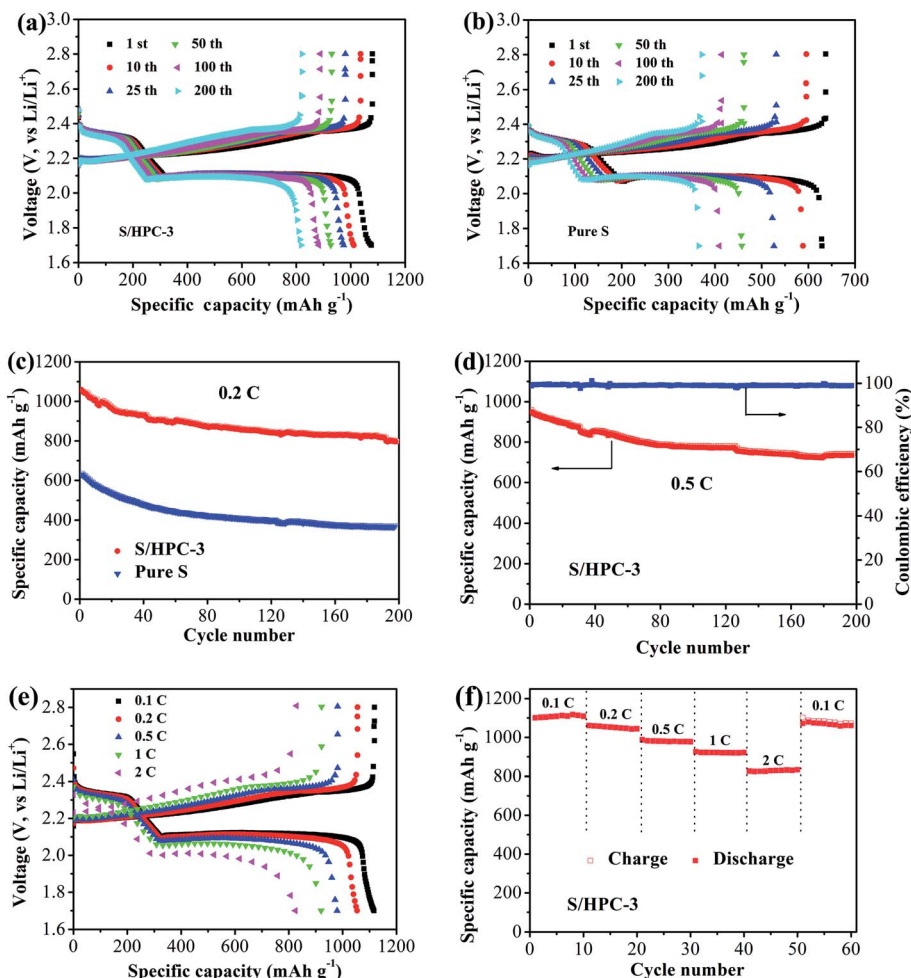 (a)
3.0
2.8
2.6
2.4
2.2
2.0
1.8
1.6
1 st 50 th
10 th 100 th
25 th 200 th
S/HPC-3
0 200 400 600 800 1000 1200
Specific capacity (mAh g⁻¹)
Voltage (V, vs Li/Li⁺)
(b)
3.0
2.8
2.6
2.4
2.2
2.0
1.8
1.6
1 st 50 th
10 th 100 th
25 th 200 th
Pure S
0 100 200 300 400 500 600 700
Specific capacity (mAh g⁻¹)
Voltage (V, vs Li/Li⁺)
(c)
1200
1000
800
600
400
200
0
0.2 C
S/HPC-3
Pure S
0 40 80 120 160 200
Cycle number
Specific capacity (mAh g⁻¹)
(d)
1200
1000
800
600
400
200
0
0.5 C
S/HPC-3
100
80
60
40
20
0
0 40 80 120 160 200
Cycle number
Specific capacity (mAh g⁻¹)
Coulombic efficiency (%)
(e)
2.8
2.6
2.4
2.2
2.0
1.8
1.6
0.1 C
0.2 C
0.5 C
1 C
2 C
0 200 400 600 800 1000 1200
Specific capacity (mAh g⁻¹)
Voltage (V, vs Li/Li⁺)
(f)
1200
1000
800
600
400
200
0
0.1 C 0.2 C 0.5 C 1 C 2 C 0.1 C
Charge Discharge
S/HPC-3
0 10 20 30 40 50 60
Cycle number
Specific capacity (mAh g⁻¹)